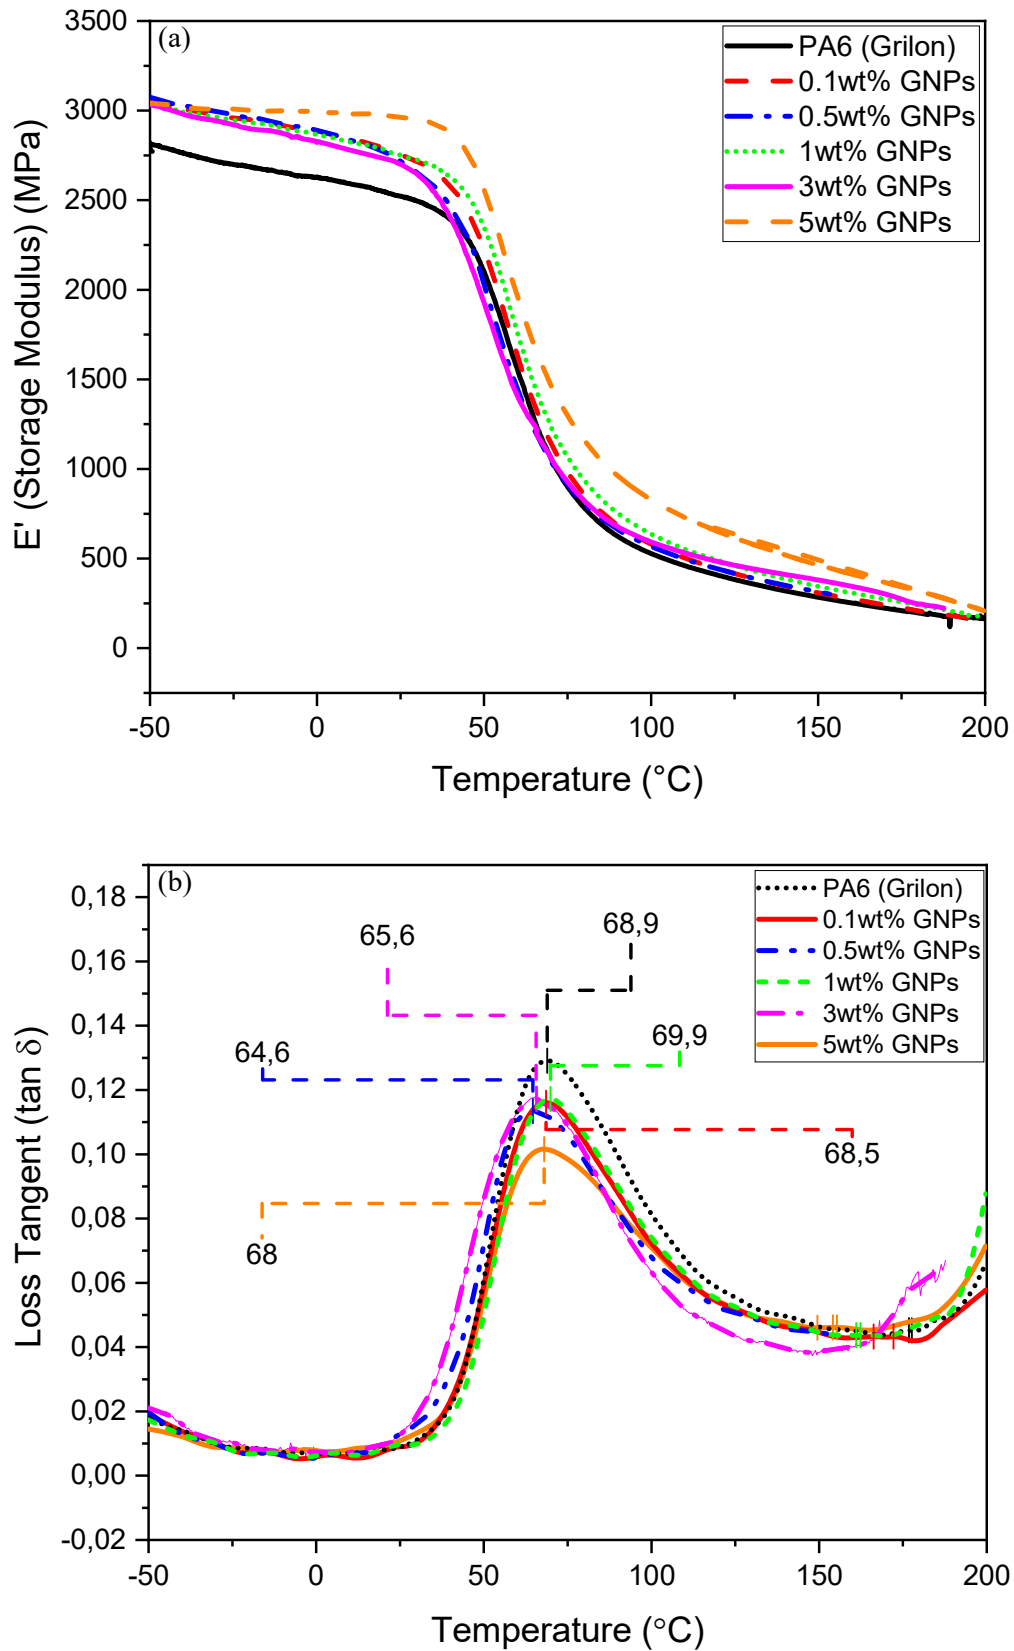 (a)
PA6 (Grilon)
0.1wt% GNPs
0.5wt% GNPs
1wt% GNPs
3wt% GNPs
5wt% GNPs
E' (Storage Modulus) (MPa)
3500
3000
2500
2000
1500
1000
500
0
-50
0
50
100
150
200
Temperature (°C)
(b)
PA6 (Grilon)
0.1wt% GNPs
0.5wt% GNPs
1wt% GNPs
3wt% GNPs
5wt% GNPs
Loss Tangent (tan δ)
0,18
0,16
0,14
0,12
0,10
0,08
0,06
0,04
0,02
0,00
-0,02
65,6
68,9
64,6
69,9
68,5
68
-50
0
50
100
150
200
Temperature (°C)